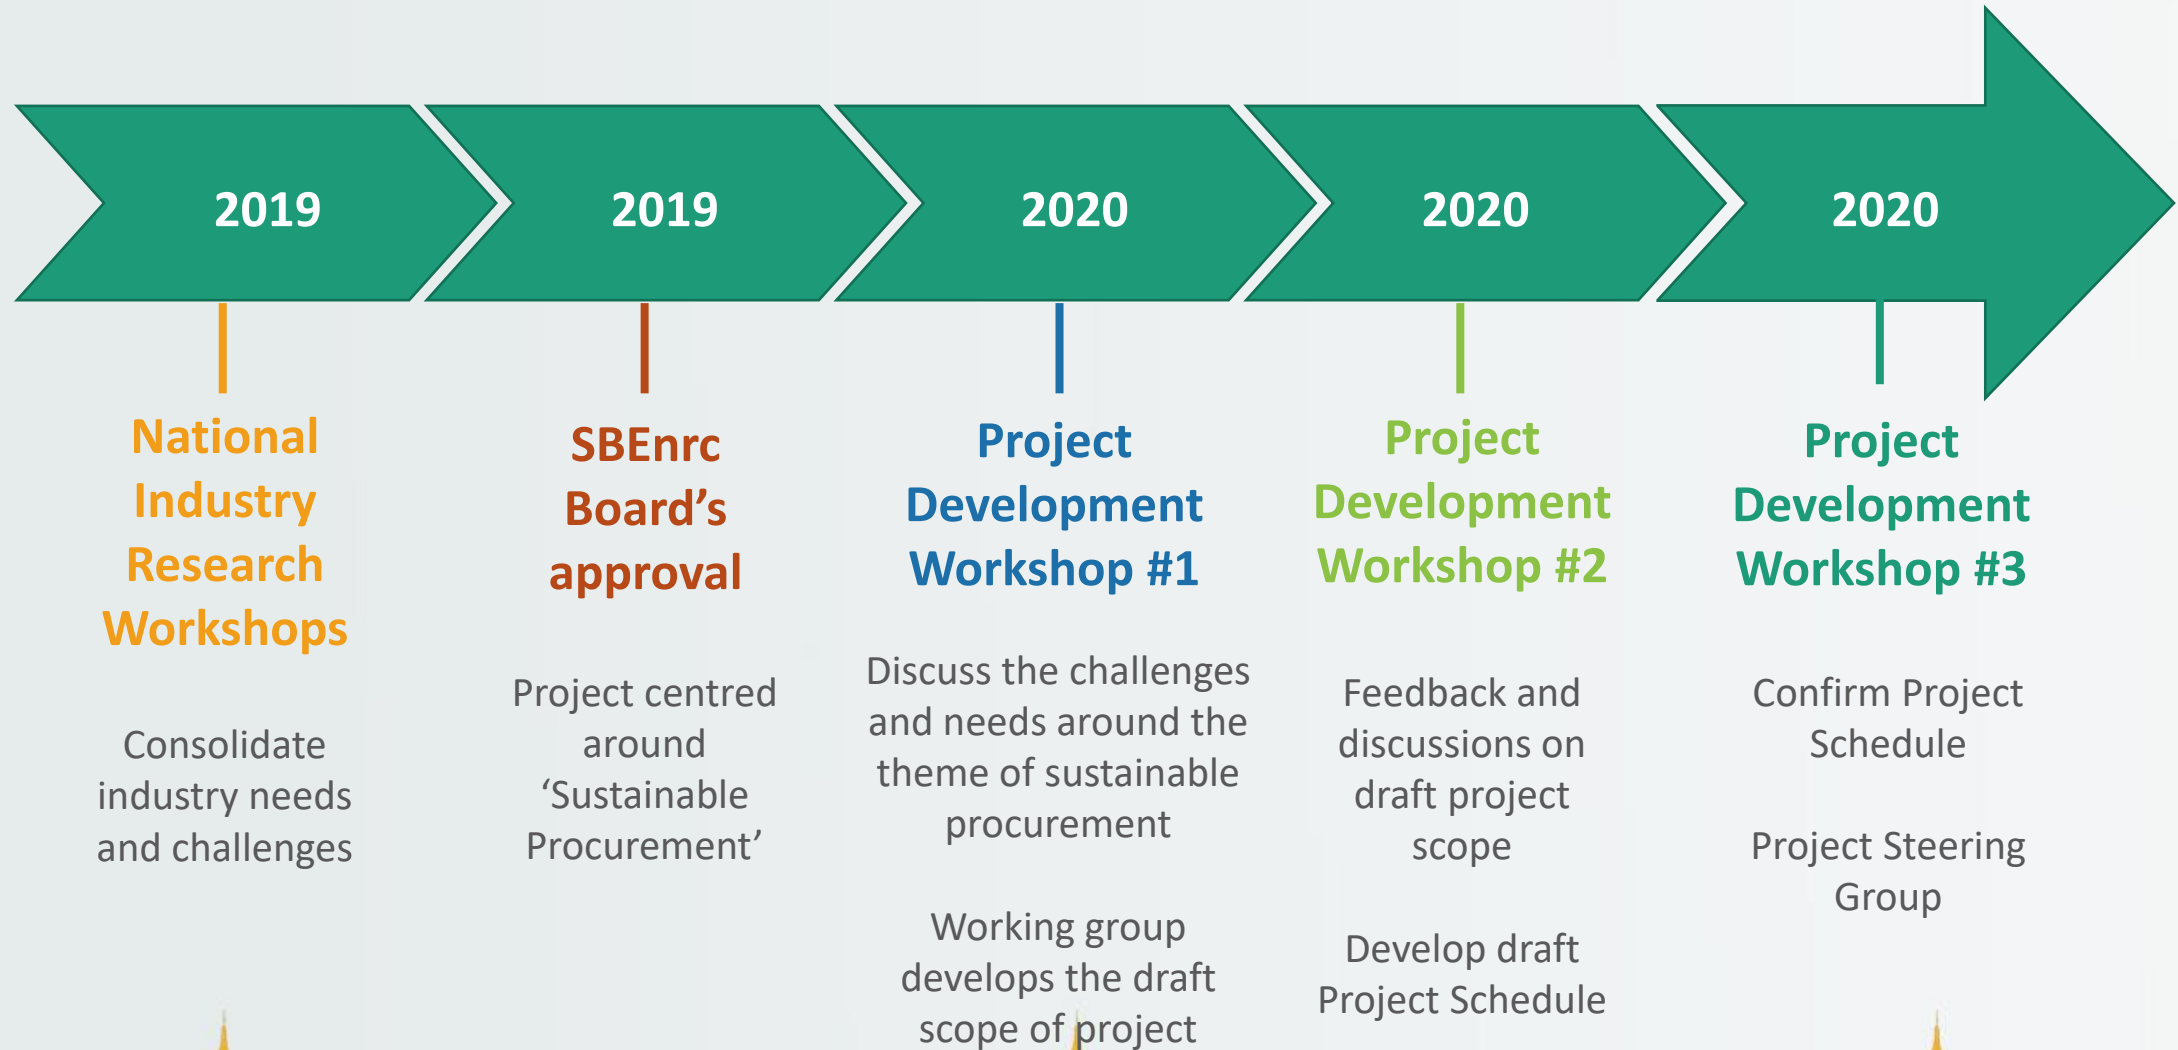 2019
2019
2020
2020
2020
National
Industry
Research
Workshops
Consolidate
industry needs
and challenges
SBEnrc
Board’s
approval
Project centred
around
‘Sustainable
Procurement’
Project
Development
Workshop #1
Discuss the challenges
and needs around the
theme of sustainable
procurement
Working group
develops the draft
scope of project
Project
Development
Workshop #2
Feedback and
discussions on
draft project
scope
Develop draft
Project Schedule
Project
Development
Workshop #3
Confirm Project
Schedule
Project Steering
Group